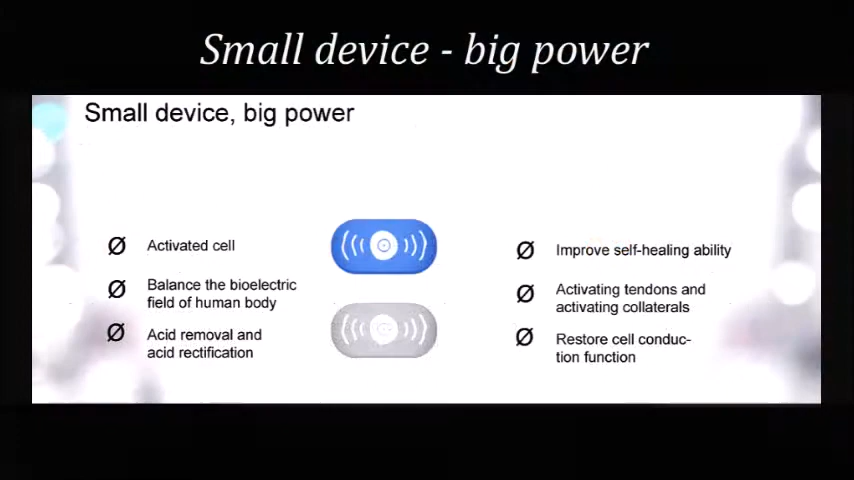 Small device - big power
Small device, big power
Ø Activated cell
Ø Balance the bioelectric
field of human body
Ø Acid removal and
acid rectification
Ø Improve self-healing ability
Ø Activating tendons and
activating collaterals
Ø Restore cell conduc-
tion function